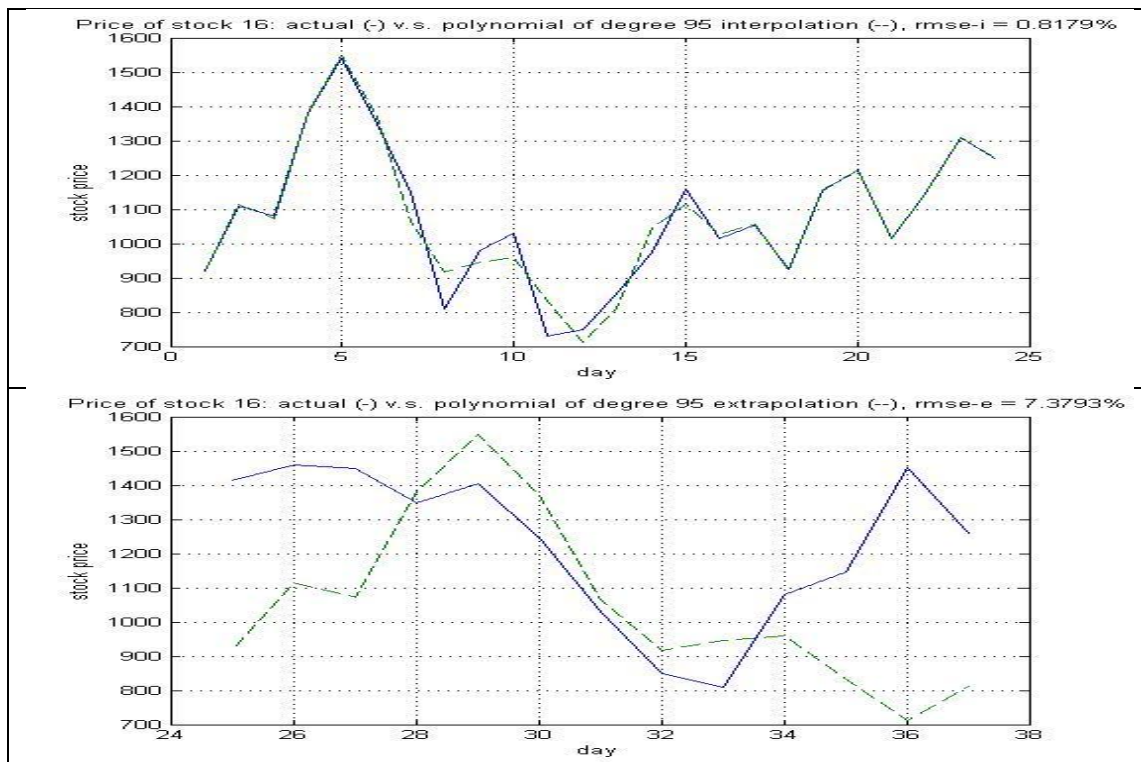 Price of stock 16: actual (-) v.s. polynomial of degree 95 interpolation (--), rmse-i = 0.8179%
1600
1500
1400
1300
1200
1100
1000
900
800
700
stock price
0 5 10 15 20 25
day
Price of stock 16: actual (-) v.s. polynomial of degree 95 extrapolation (--), rmse-e = 7.3793%
1600
1500
1400
1300
1200
1100
1000
900
800
700
stock price
24 26 28 30 32 34 36 38
day